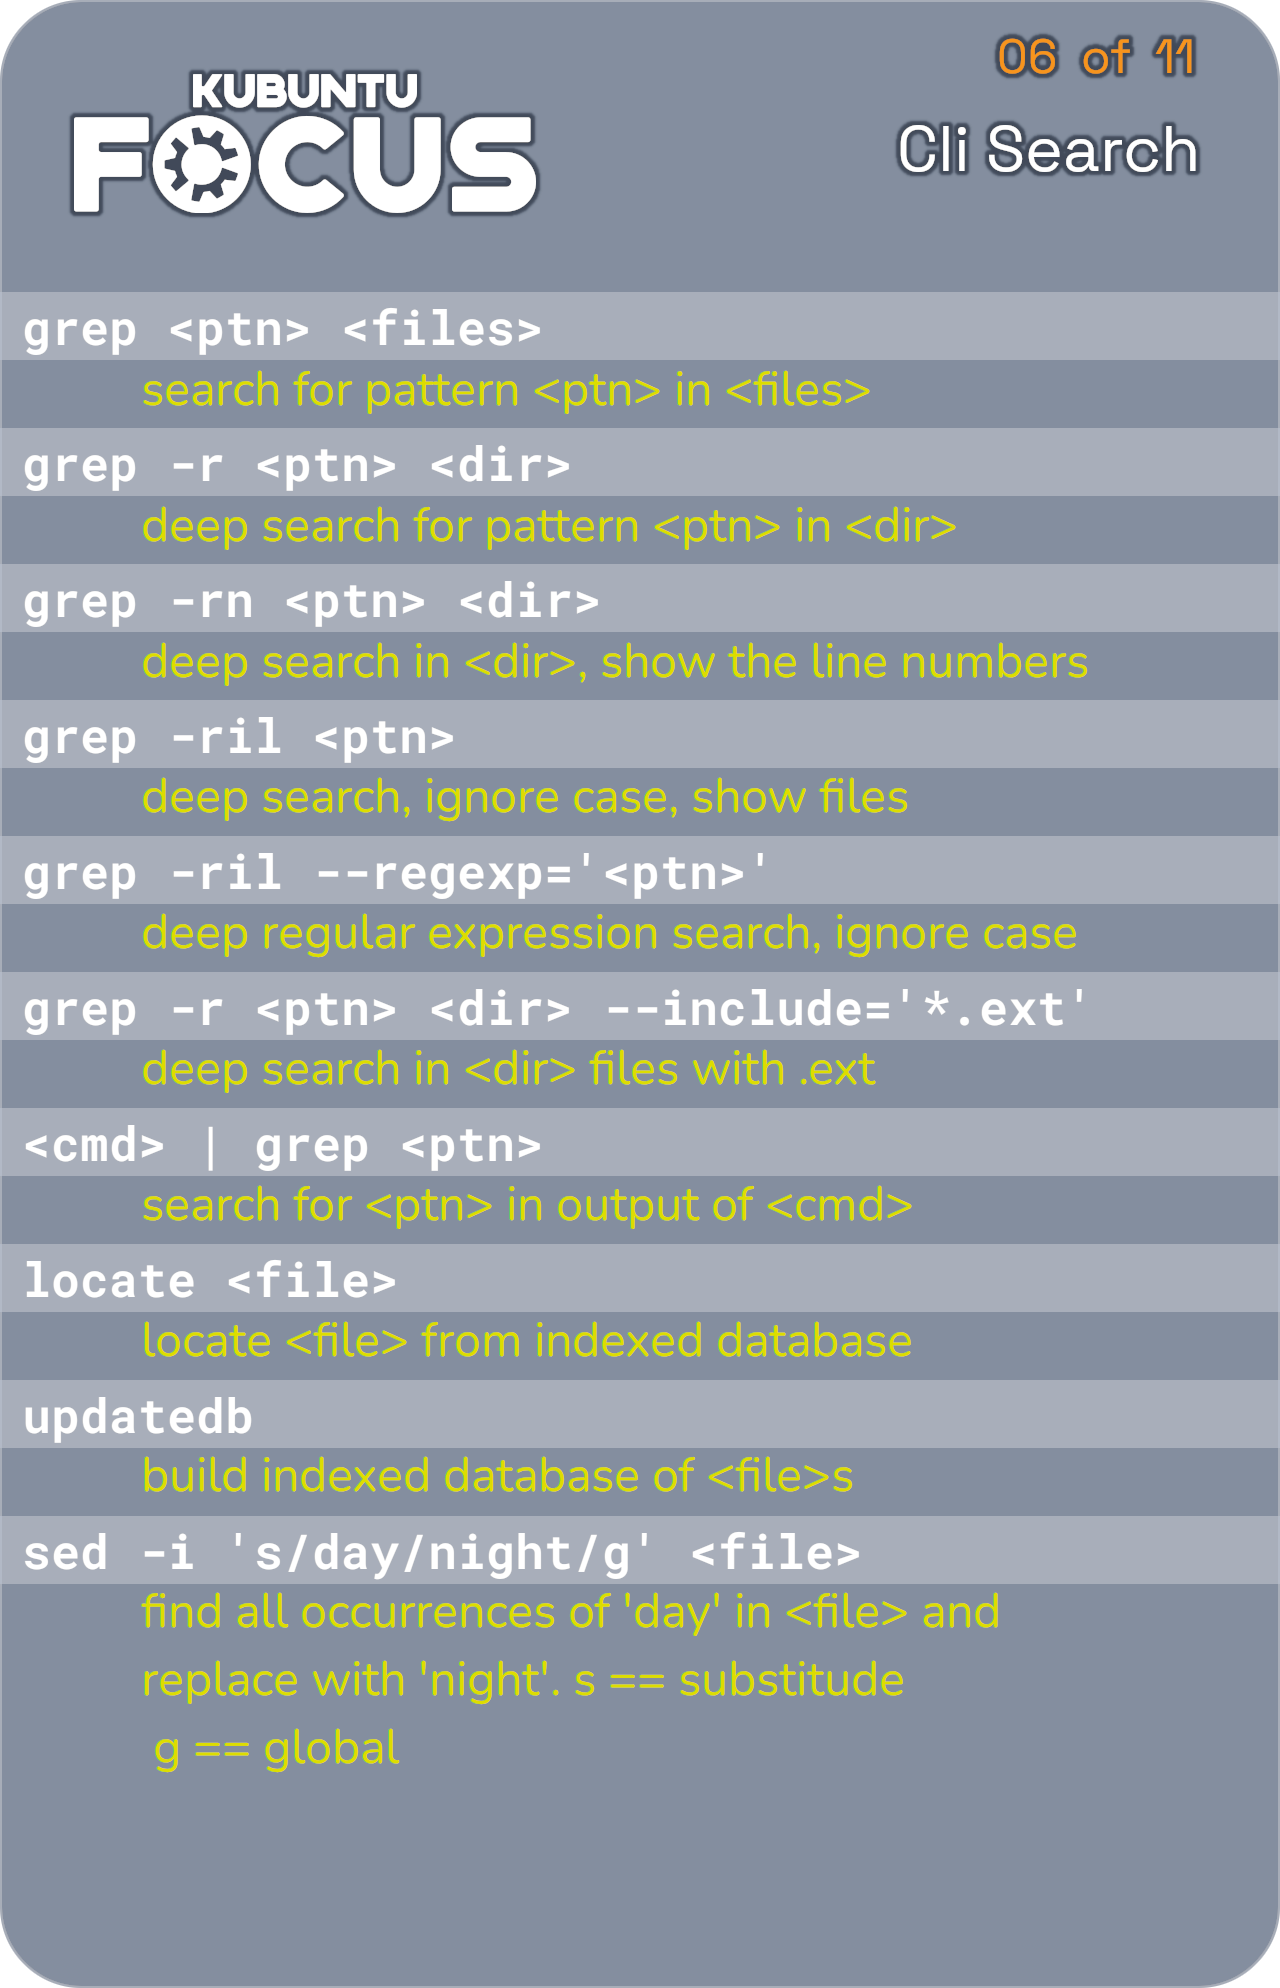 KUBUNTU
FOCUS
06 of 11
Cli Search
grep <ptn> <files>
search for pattern <ptn> in <files>
grep -r <ptn> <dir>
deep search for pattern <ptn> in <dir>
grep -rn <ptn> <dir>
deep search in <dir>, show the line numbers
grep -ril <ptn>
deep search, ignore case, show files
grep -ril --regexp='<ptn>'
deep regular expression search, ignore case
grep -r <ptn> <dir> --include='*.ext'
deep search in <dir> files with .ext
<cmd> | grep <ptn>
search for <ptn> in output of <cmd>
locate <file>
locate <file> from indexed database
updatedb
build indexed database of <file>s
sed -i 's/day/night/g' <file>
find all occurrences of 'day' in <file> and
replace with 'night'. s == substitude
g == global